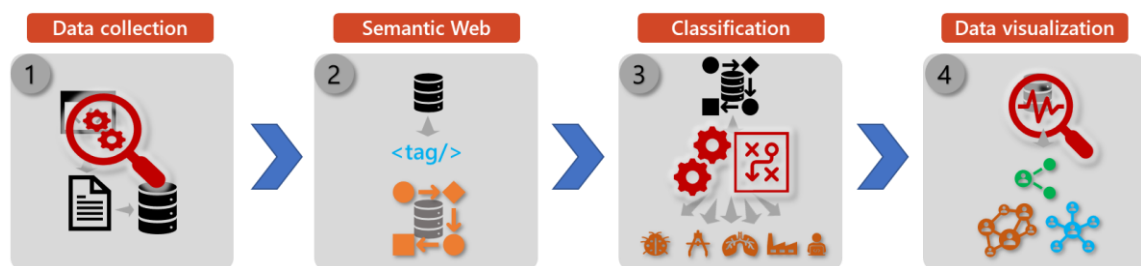 Data collection
Semantic Web
Classification
Data visualization
1
2
3
4
<tag/>